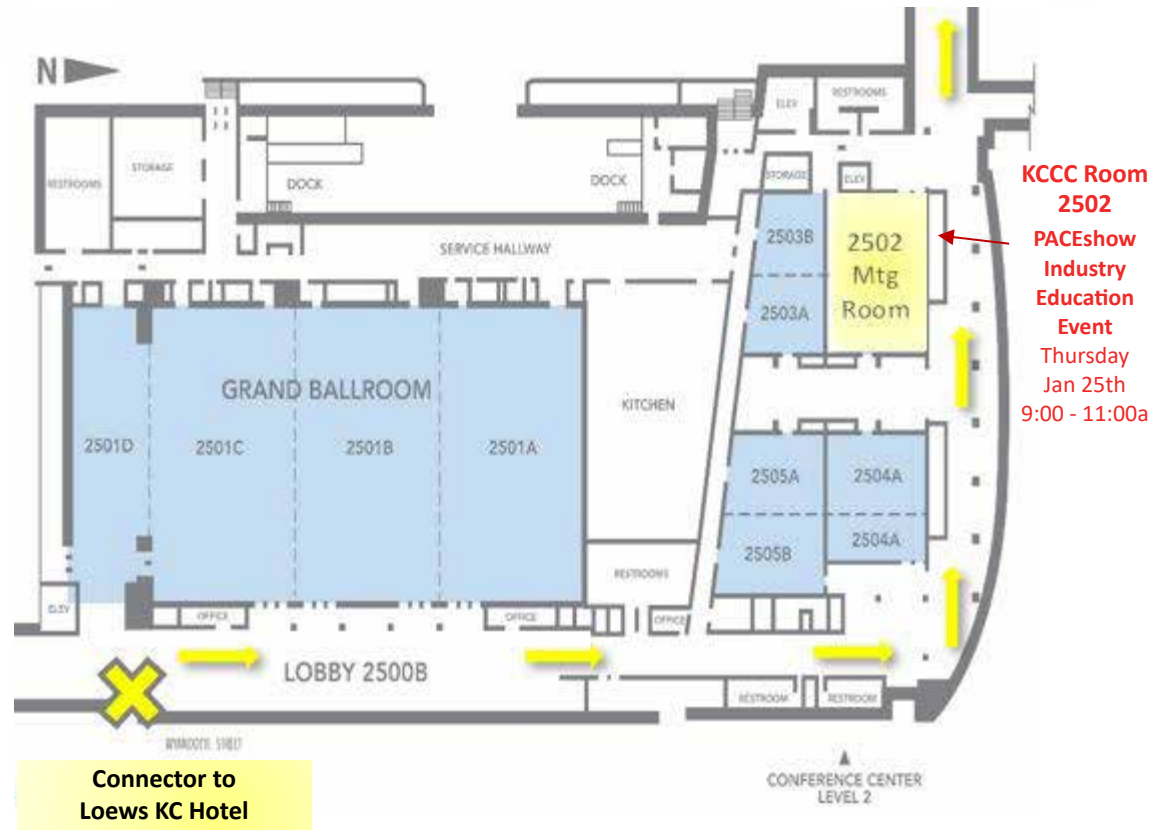 N
ELEV
RESTROOMS
STORAGE
RESTROOMS
DOCK
DOCK
STORAGE
ELEV
KCCC Room
2502
PACEshow
Industry
Education
Event
Thursday
Jan 25th
9:00 - 11:00a
SERVICE HALLWAY
2503B
2502
Mtg
Room
2503A
GRAND BALLROOM
KITCHEN
2501D
2501C
2501B
2501A
2505A
2504A
2505B
2504A
RESTROOMS
ELEV
OFFICE
OFFICE
OFFICE
LOBBY 2500B
RESTROOM
RESTROOM
WYANDOTTE STREET
CONFERENCE CENTER
LEVEL 2
Connector to
Loews KC Hotel